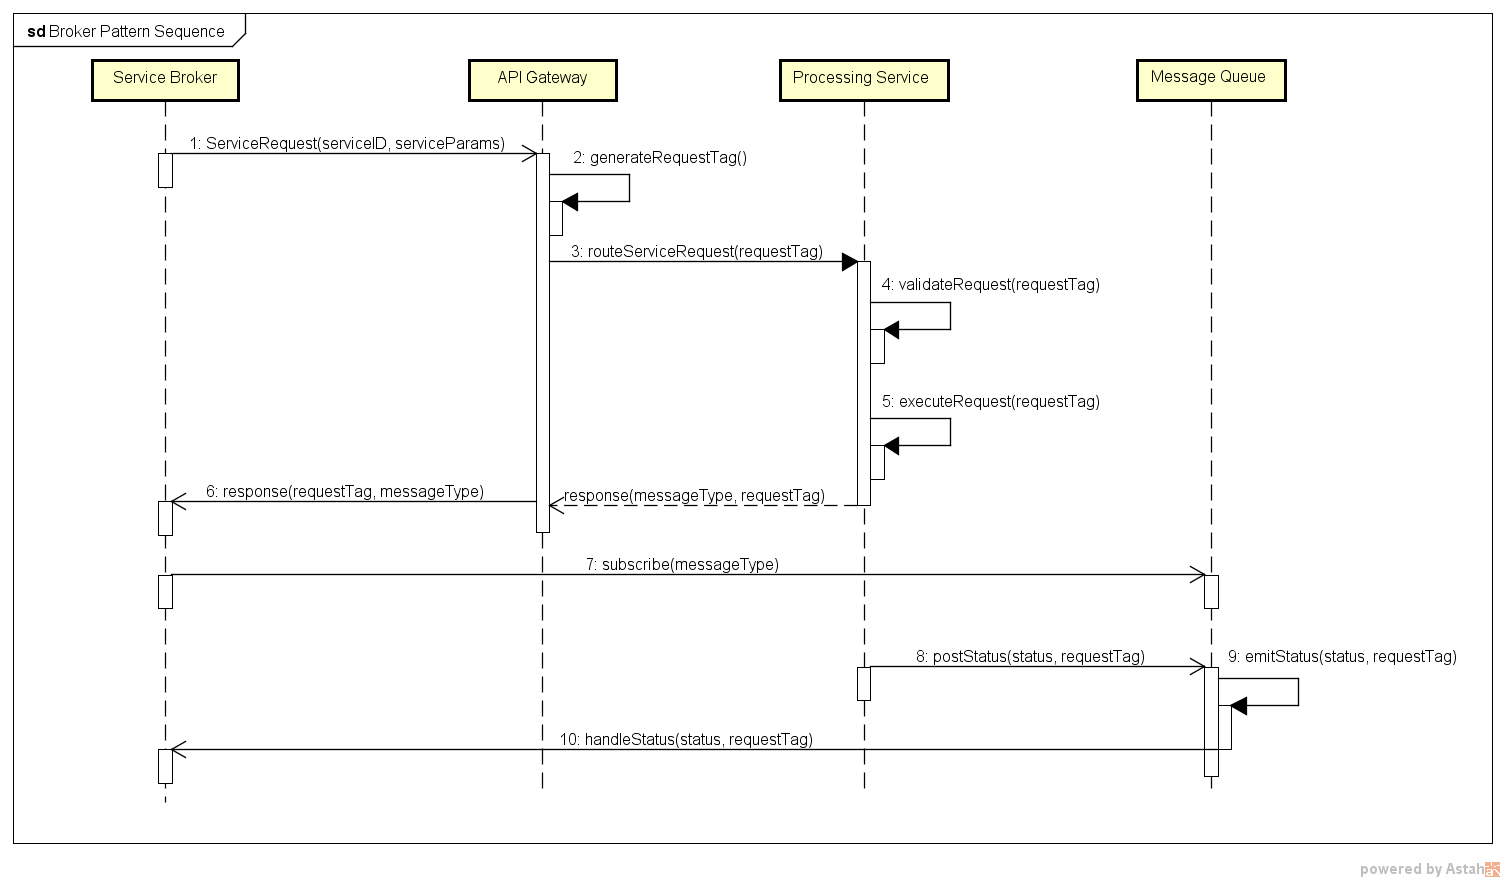 sd Broker Pattern Sequence
Service Broker
API Gateway
Processing Service
Message Queue
1: ServiceRequest(serviceID, serviceParams)
2: generateRequestTag()
3: routeServiceRequest(requestTag)
4: validateRequest(requestTag)
5: executeRequest(requestTag)
6: response(requestTag, messageType)
response(messageType, requestTag)
7: subscribe(messageType)
8: postStatus(status, requestTag)
9: emitStatus(status, requestTag)
10: handleStatus(status, requestTag)
powered by Astah